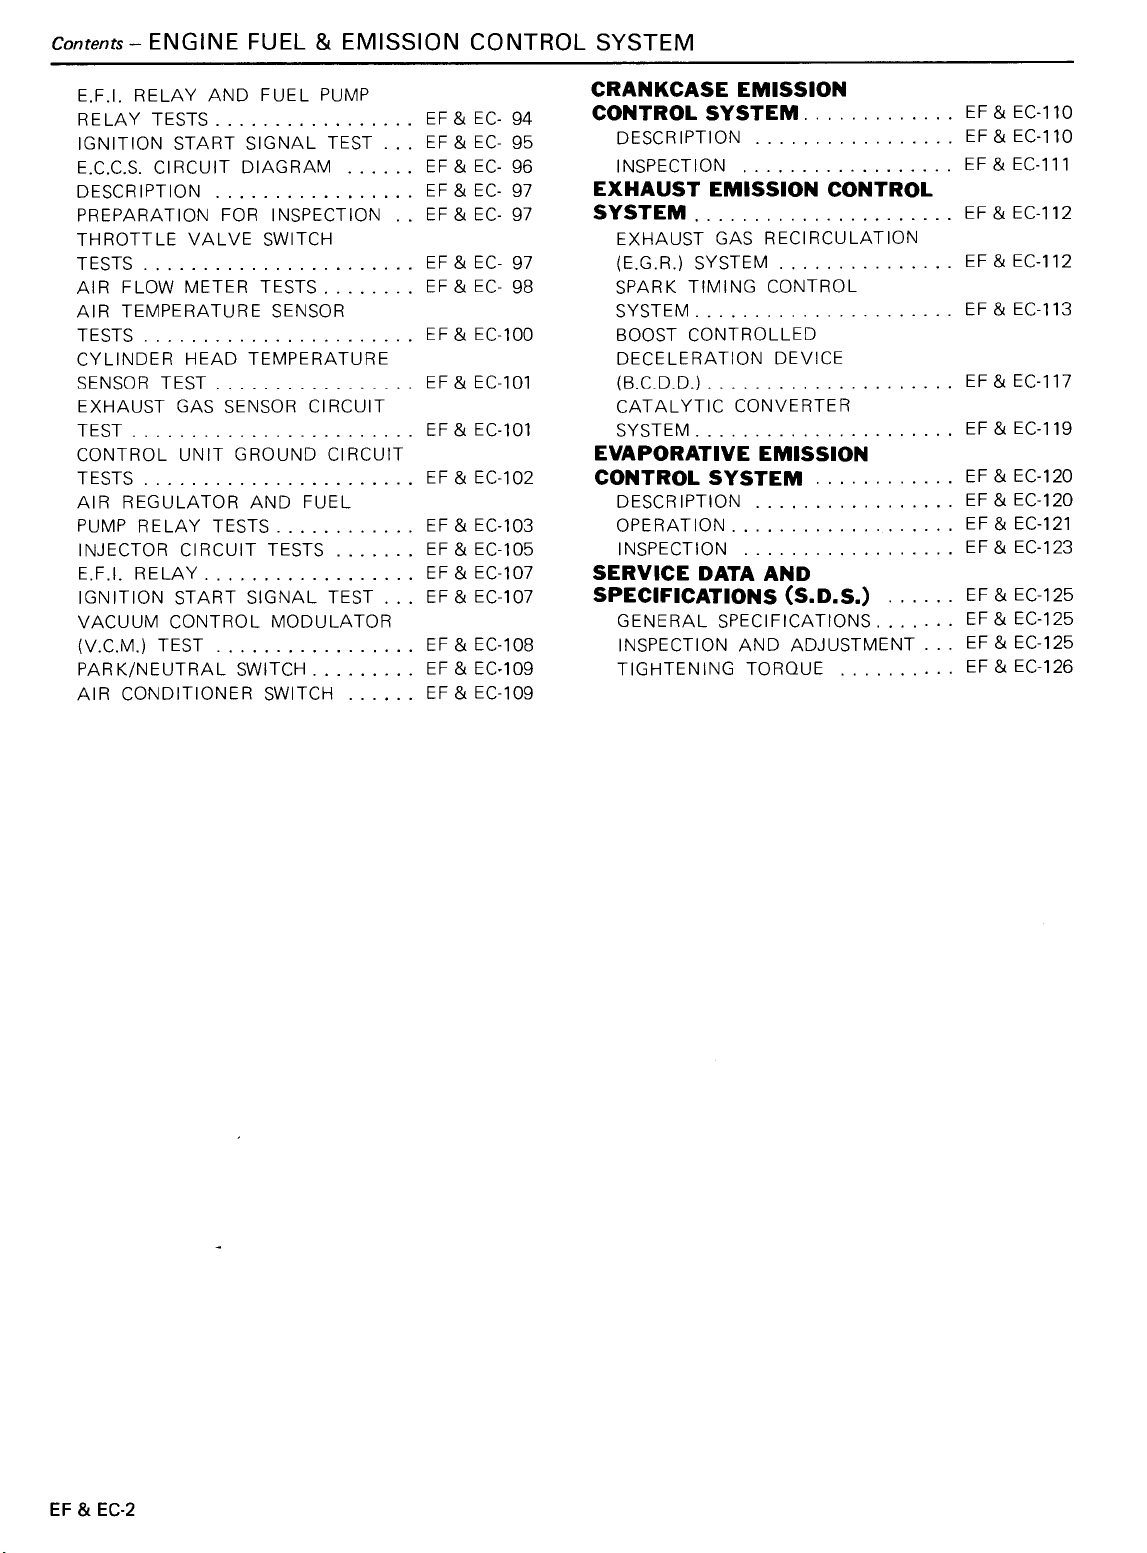 Contents – ENGINE FUEL & EMISSION CONTROL SYSTEM
E.F.I. RELAY AND FUEL PUMP
RELAY TESTS . . . . . . . . . . . . . . . . . EF & EC- 94
IGNITION START SIGNAL TEST . . . EF & EC- 95
E.C.C.S. CIRCUIT DIAGRAM . . . . . . EF & EC- 96
DESCRIPTION . . . . . . . . . . . . . . . . . EF & EC- 97
PREPARATION FOR INSPECTION . . EF & EC- 97
THROTTLE VALVE SWITCH
TESTS . . . . . . . . . . . . . . . . . . . . . . . EF & EC- 97
AIR FLOW METER TESTS . . . . . . . . EF & EC- 98
AIR TEMPERATURE SENSOR
TESTS . . . . . . . . . . . . . . . . . . . . . . . EF & EC-100
CYLINDER HEAD TEMPERATURE
SENSOR TEST . . . . . . . . . . . . . . . . . EF & EC-101
EXHAUST GAS SENSOR CIRCUIT
TEST . . . . . . . . . . . . . . . . . . . . . . . . EF & EC-101
CONTROL UNIT GROUND CIRCUIT
TESTS . . . . . . . . . . . . . . . . . . . . . . . EF & EC-102
AIR REGULATOR AND FUEL
PUMP RELAY TESTS . . . . . . . . . . . . EF & EC-103
INJECTOR CIRCUIT TESTS . . . . . . . EF & EC-105
E.F.I. RELAY . . . . . . . . . . . . . . . . . . EF & EC-107
IGNITION START SIGNAL TEST . . . EF & EC-107
VACUUM CONTROL MODULATOR
(V.C.M.) TEST . . . . . . . . . . . . . . . . . EF & EC-108
PARK/NEUTRAL SWITCH . . . . . . . . . EF & EC-109
AIR CONDITIONER SWITCH . . . . . . EF & EC-109
CRANKCASE EMISSION
CONTROL SYSTEM . . . . . . . . . . . . . EF & EC-110
DESCRIPTION . . . . . . . . . . . . . . . . . EF & EC-110
INSPECTION . . . . . . . . . . . . . . . . . . EF & EC-111
EXHAUST EMISSION CONTROL
SYSTEM . . . . . . . . . . . . . . . . . . . . . . EF & EC-112
EXHAUST GAS RECIRCULATION
(E.G.R.) SYSTEM . . . . . . . . . . . . . . . EF & EC-112
SPARK TIMING CONTROL
SYSTEM . . . . . . . . . . . . . . . . . . . . . . EF & EC-113
BOOST CONTROLLED
DECELERATION DEVICE
(B.C.D.D.) . . . . . . . . . . . . . . . . . . . . . EF & EC-117
CATALYTIC CONVERTER
SYSTEM . . . . . . . . . . . . . . . . . . . . . . EF & EC-119
EVAPORATIVE EMISSION
CONTROL SYSTEM . . . . . . . . . . . . EF & EC-120
DESCRIPTION . . . . . . . . . . . . . . . . . EF & EC-120
OPERATION . . . . . . . . . . . . . . . . . . . EF & EC-121
INSPECTION . . . . . . . . . . . . . . . . . . EF & EC-123
SERVICE DATA AND
SPECIFICATIONS (S.D.S.) . . . . . . EF & EC-125
GENERAL SPECIFICATIONS . . . . . . . EF & EC-125
INSPECTION AND ADJUSTMENT . . . EF & EC-125
TIGHTENING TORQUE . . . . . . . . . . EF & EC-126
EF & EC-2